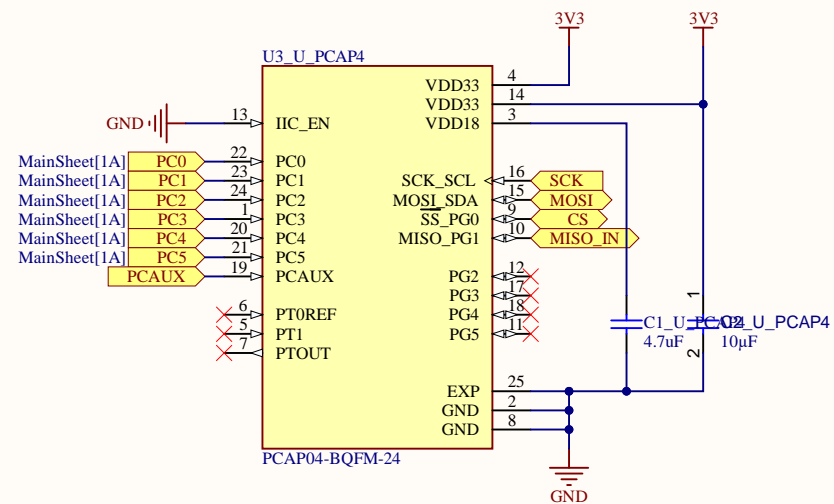 3V3
3V3
U3_U_PCAP4
VDD33
4
VDD33
14
VDD18
3
GND
13
IIC_EN
MainSheet[1A]
PC0
22
PC0
MainSheet[1A]
PC1
23
PC1
MainSheet[1A]
PC2
24
PC2
MainSheet[1A]
PC3
1
PC3
MainSheet[1A]
PC4
20
PC4
MainSheet[1A]
PC5
21
PC5
PCAUX
19
PCAUX
SCK_SCL
16
SCK
MOSI_SDA
15
MOSI
SS_PG0
9
CS
MISO_PG1
10
MISO_IN
PG2
12
PG3
17
PG4
18
PG5
11
6
PT0REF
5
PT1
7
PTOUT
1
C1_U_PCAP4
4.7uF
C2_U_PCAP4
10µF
2
EXP
25
GND
2
GND
8
PCAP04-BQFM-24
GND